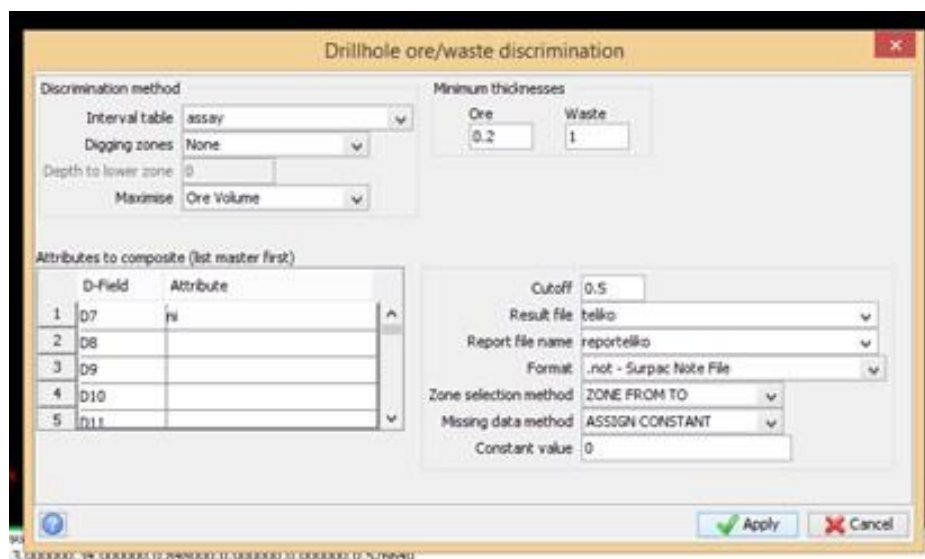 Drillhole ore/waste discrimination
Discrimination method
Interval table assay
Digging zones None
Depth to lower zone 0
Maximise Ore Volume
Minimum thicknesses
Ore Waste
0.2 1
Attributes to composite (list master first)
D-Field Attribute
1 D7 ni
2 D8
3 D9
4 D10
5 D11
Cutoff 0.5
Result file teliko
Report file name reporteliko
Format .not - Surpac Note File
Zone selection method ZONE FROM TO
Missing data method ASSIGN CONSTANT
Constant value 0
Apply Cancel